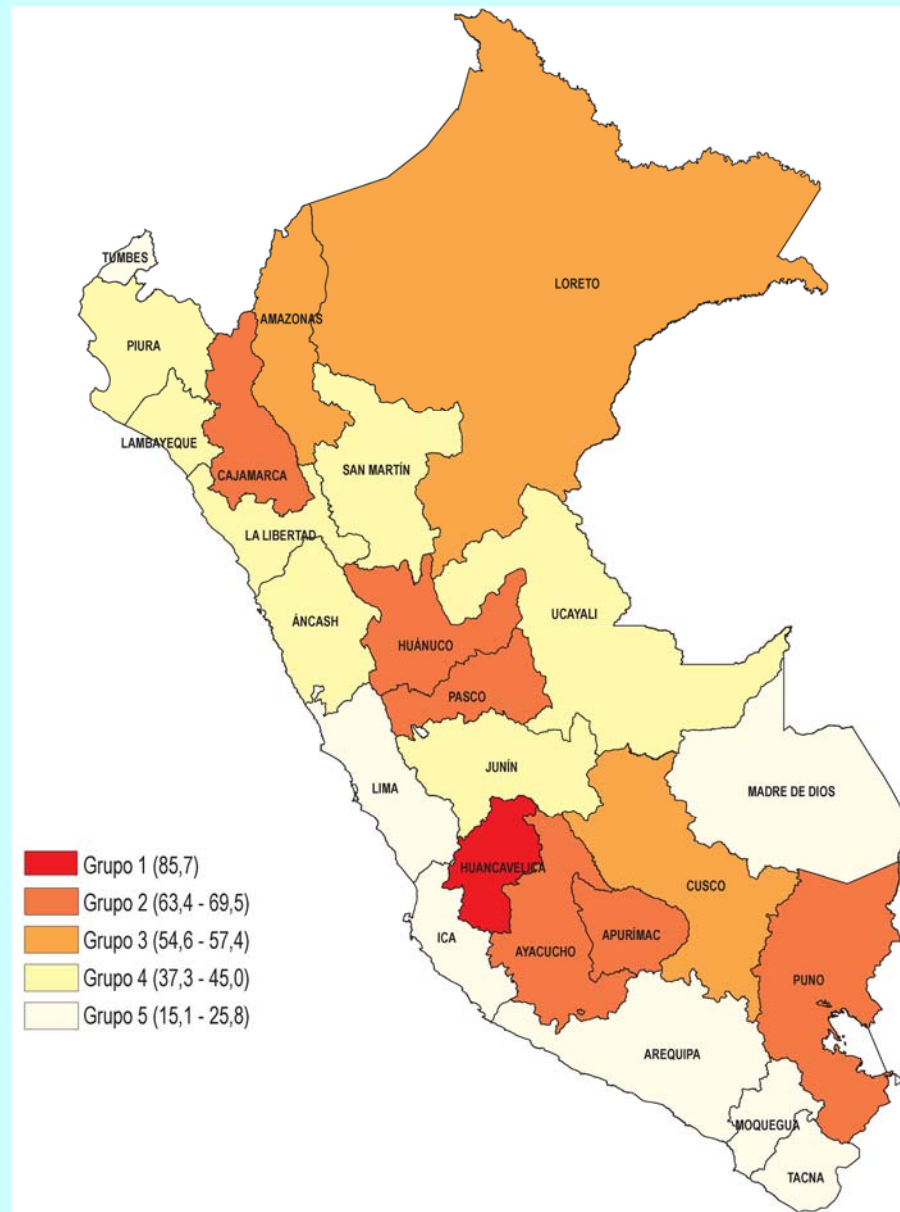 TUMBES
PIURA
LAMBAYEQUE
CAJAMARCA
AMAZONAS
LORETO
SAN MARTÍN
LA LIBERTAD
ÁNCASH
HUÁNUCO
UCAYALI
PASCO
JUNÍN
LIMA
MADRE DE DIOS
HUANCAVELICA
CUSCO
ICA
AYACUCHO
APURÍMAC
PUNO
AREQUIPA
MOQUEGUA
TACNA
Grupo 1 (85,7)
Grupo 2 (63,4 - 69,5)
Grupo 3 (54,6 - 57,4)
Grupo 4 (37,3 - 45,0)
Grupo 5 (15,1 - 25,8)